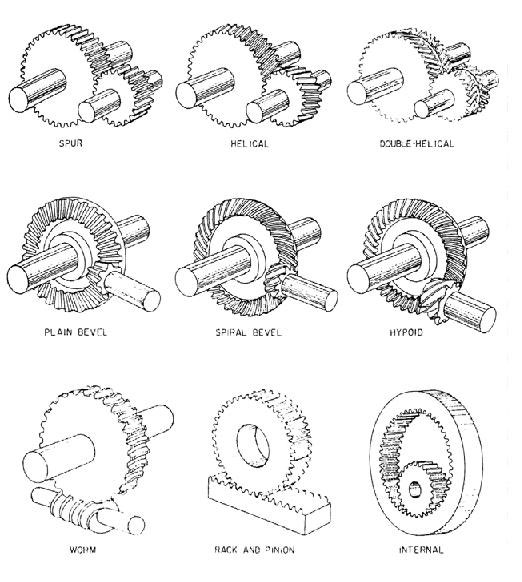 SPUR
HELICAL
DOUBLE-HELICAL
PLAIN BEVEL
SPIRAL BEVEL
HYPOID
WORM
RACK AND PINION
INTERNAL